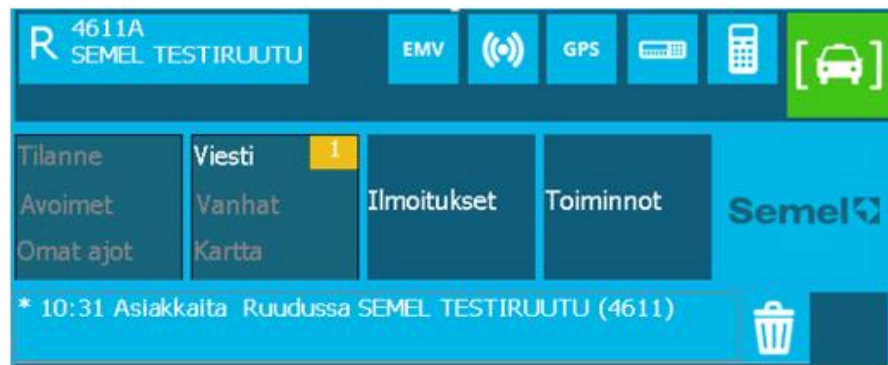 R 4611A
SEMEL TESTIRUUTU
EMV
GPS
Tilanne
Avoimet
Omat ajot
Viesti 1
Vanhat
Kartta
Ilmoitukset
Toiminnot
Semel
* 10:31 Asiakkaita Ruudussa SEMEL TESTIRUUTU (4611)